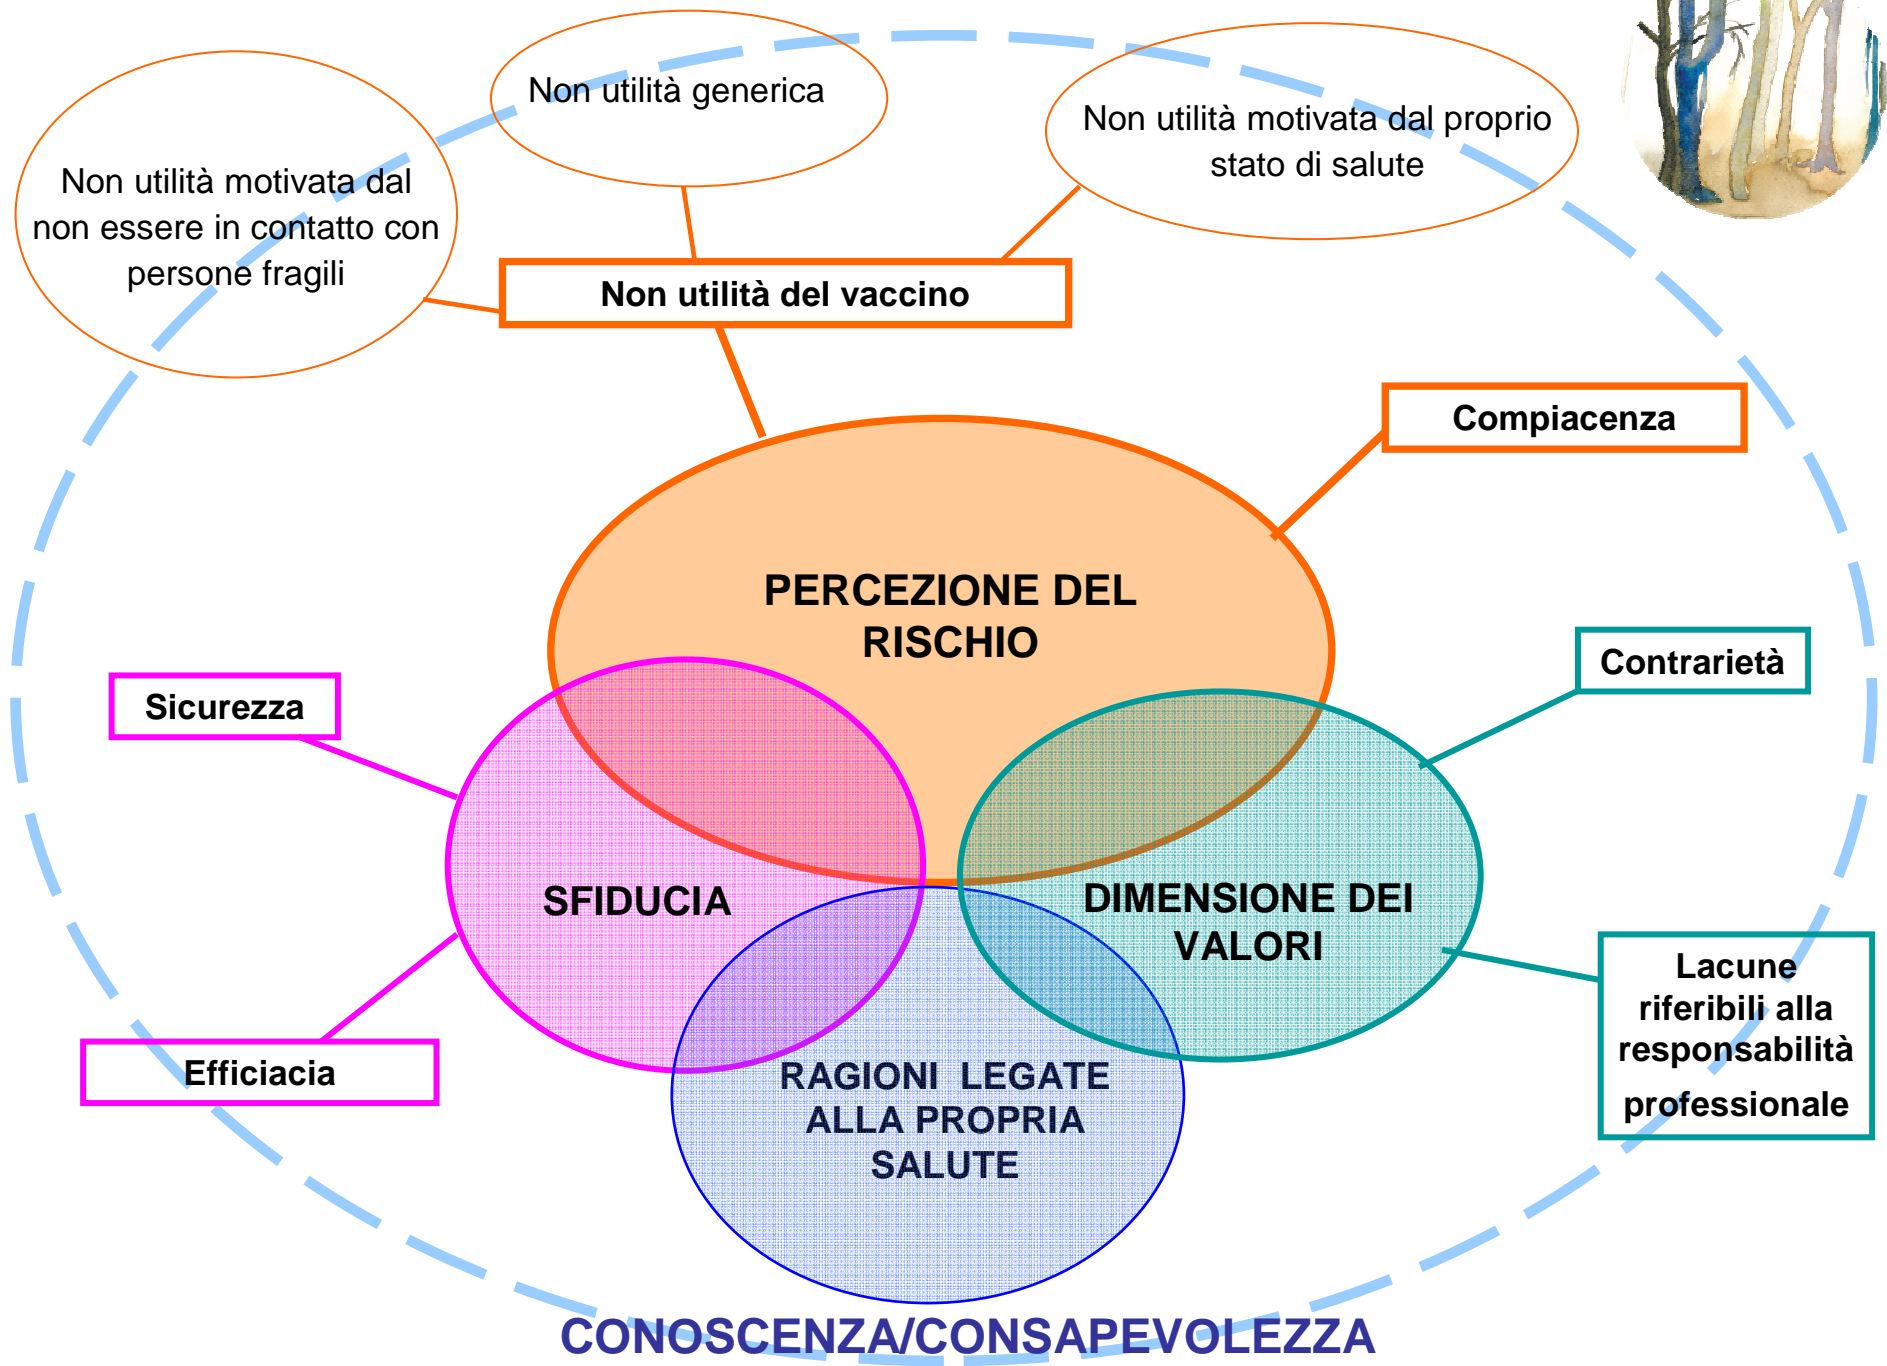 Non utilità generica
Non utilità motivata dal proprio
stato di salute
Non utilità motivata dal
non essere in contatto con
persone fragili
Non utilità del vaccino
Compiacenza
PERCEZIONE DEL
RISCHIO
Contrarietà
Sicurezza
SFIDUCIA
DIMENSIONE DEI
VALORI
Lacune
riferibili alla
responsabilità
professionale
Efficiacia
RAGIONI LEGATE
ALLA PROPRIA
SALUTE
CONOSCENZA/CONSAPEVOLEZZA